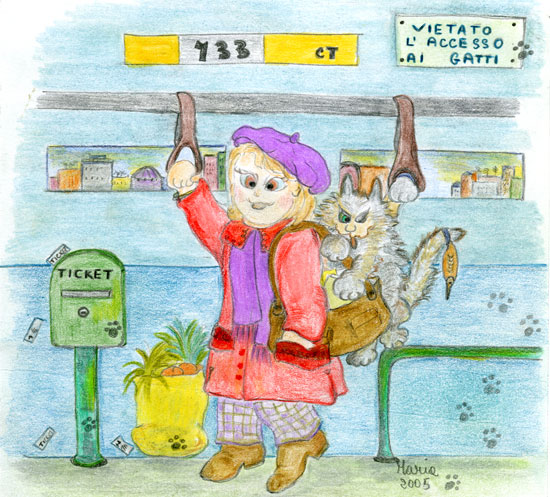 733 CT
VIETATO
L'ACCESSO
AI GATTI
TICKET
Maria
2005